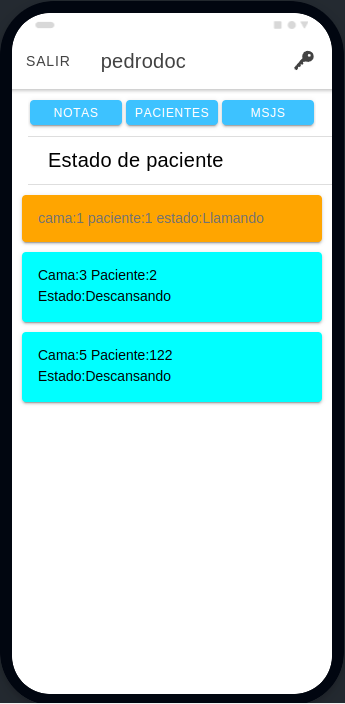 SALIR pedrodoc
NOTAS PACIENTES MSJS
Estado de paciente
cama:1 paciente:1 estado:Llamando
Cama:3 Paciente:2
Estado:Descansando
Cama:5 Paciente:122
Estado:Descansando